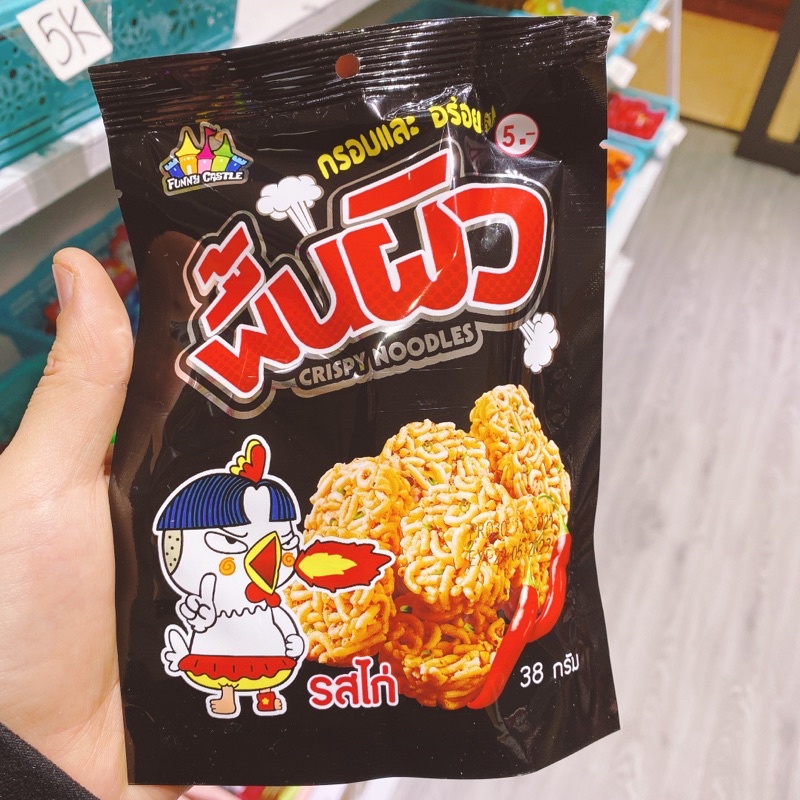 5K
FUNNY CASTLE
กรอบและ อร่อย
5.-
ผิ้นผิว
CRISPY NOODLES
รสไก่
38 กรัม